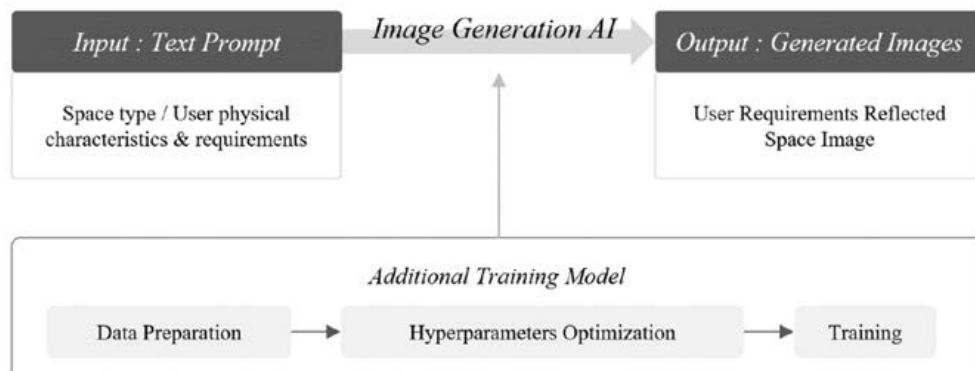 Input : Text Prompt
Image Generation AI
Output : Generated Images
Space type / User physical
characteristics & requirements
User Requirements Reflected
Space Image
Additional Training Model
Data Preparation
Hyperparameters Optimization
Training